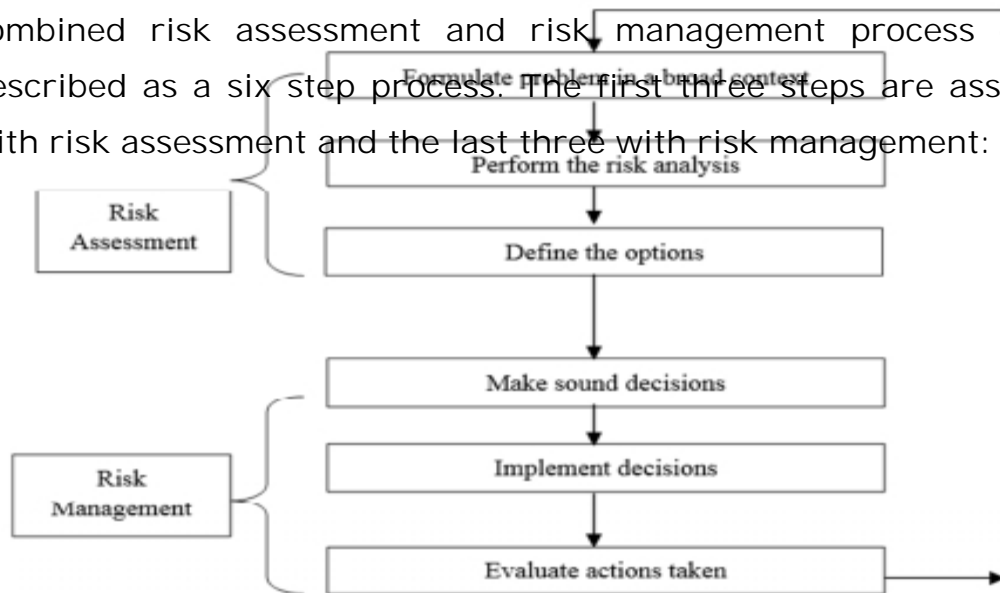 ombined risk assessment and risk management process
Formulate problem in a broad context
escribed as a six step process. The first three steps are ass
ith risk assessment and the last three with risk management:
Perform the risk analysis
Risk
Assessment
Define the options
Make sound decisions
Implement decisions
Risk
Management
Evaluate actions taken